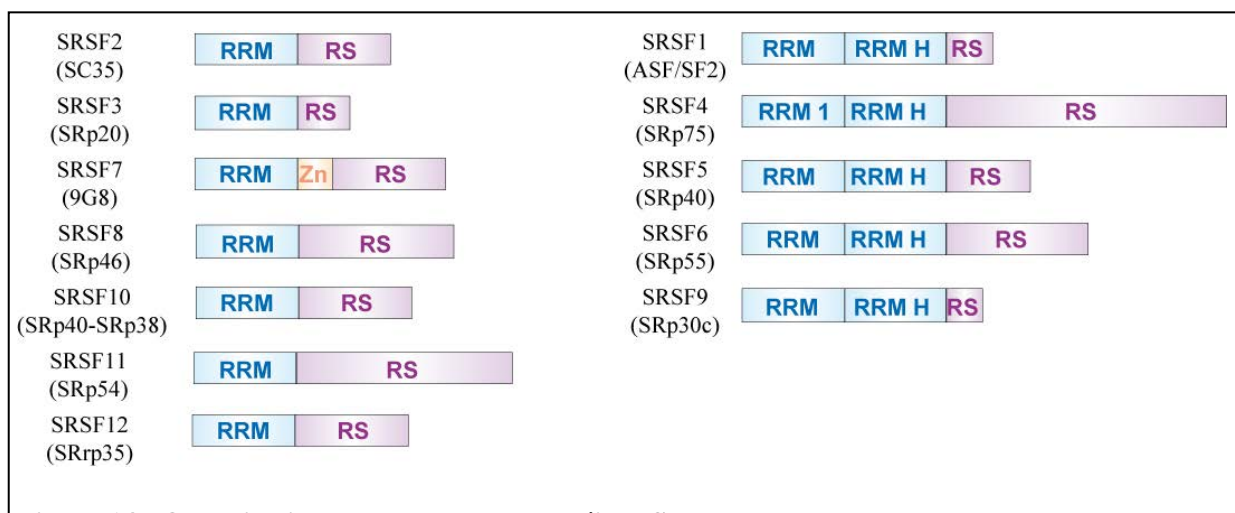 SRSF2
(SC35)
RRM RS
SRSF3
(SRp20)
RRM RS
SRSF7
(9G8)
RRM Zn RS
SRSF8
(SRp46)
RRM RS
SRSF10
(SRp40-SRp38)
RRM RS
SRSF11
(SRp54)
RRM RS
SRSF12
(SRrp35)
RRM RS
SRSF1
(ASF/SF2)
RRM RRM H RS
SRSF4
(SRp75)
RRM 1 RRM H RS
SRSF5
(SRp40)
RRM RRM H RS
SRSF6
(SRp55)
RRM RRM H RS
SRSF9
(SRp30c)
RRM RRM H RS